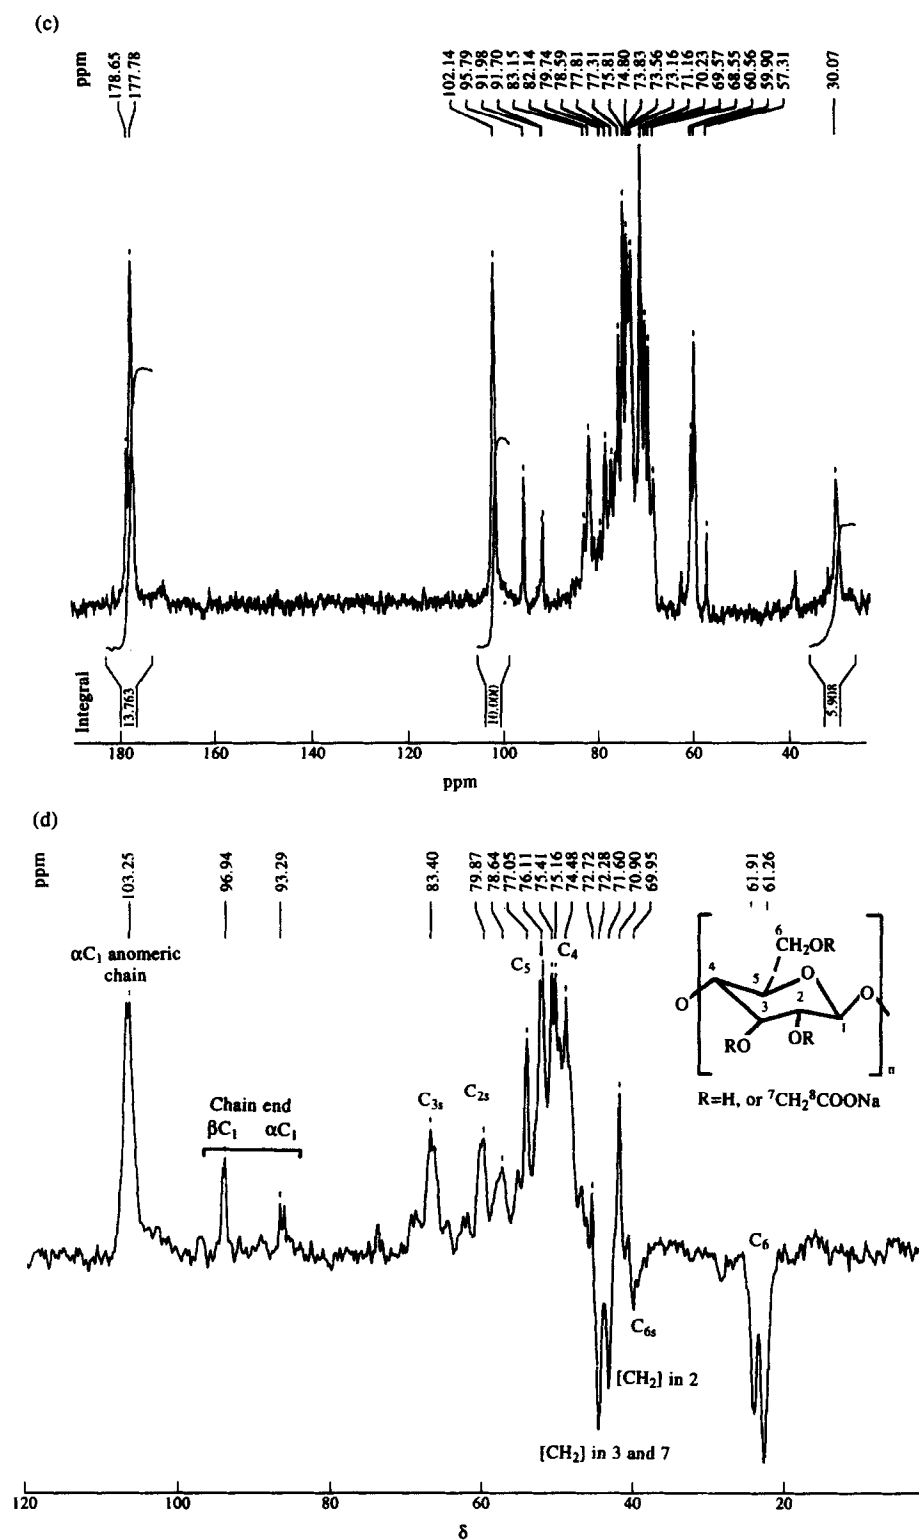 (c)
ppm
178.65
177.78
102.14
95.79
91.98
91.70
83.15
82.14
79.74
78.59
77.81
77.31
75.81
74.80
73.83
73.56
73.16
71.16
70.23
69.57
68.55
60.56
59.90
57.31
30.07
Integral
13.763
10.000
5.908
180 160 140 120 100 80 60 40
ppm
(d)
ppm
103.25
96.94
93.29
83.40
79.87
78.64
77.05
76.11
75.41
75.16
74.48
72.72
72.28
71.60
70.90
69.95
61.91
61.26
αC₁ anomeric
chain
Chain end
βC₁ αC₁
C₃ₛ
C₂ₛ
C₅
C₄
6
CH₂OR
4
5
O
O
O
3
2
1
RO
OR
n
R=H, or ⁷CH₂⁸COONa
C₆
C₆ₛ
[CH₂] in 2
[CH₂] in 3 and 7
120 100 80 60 40 20
δ